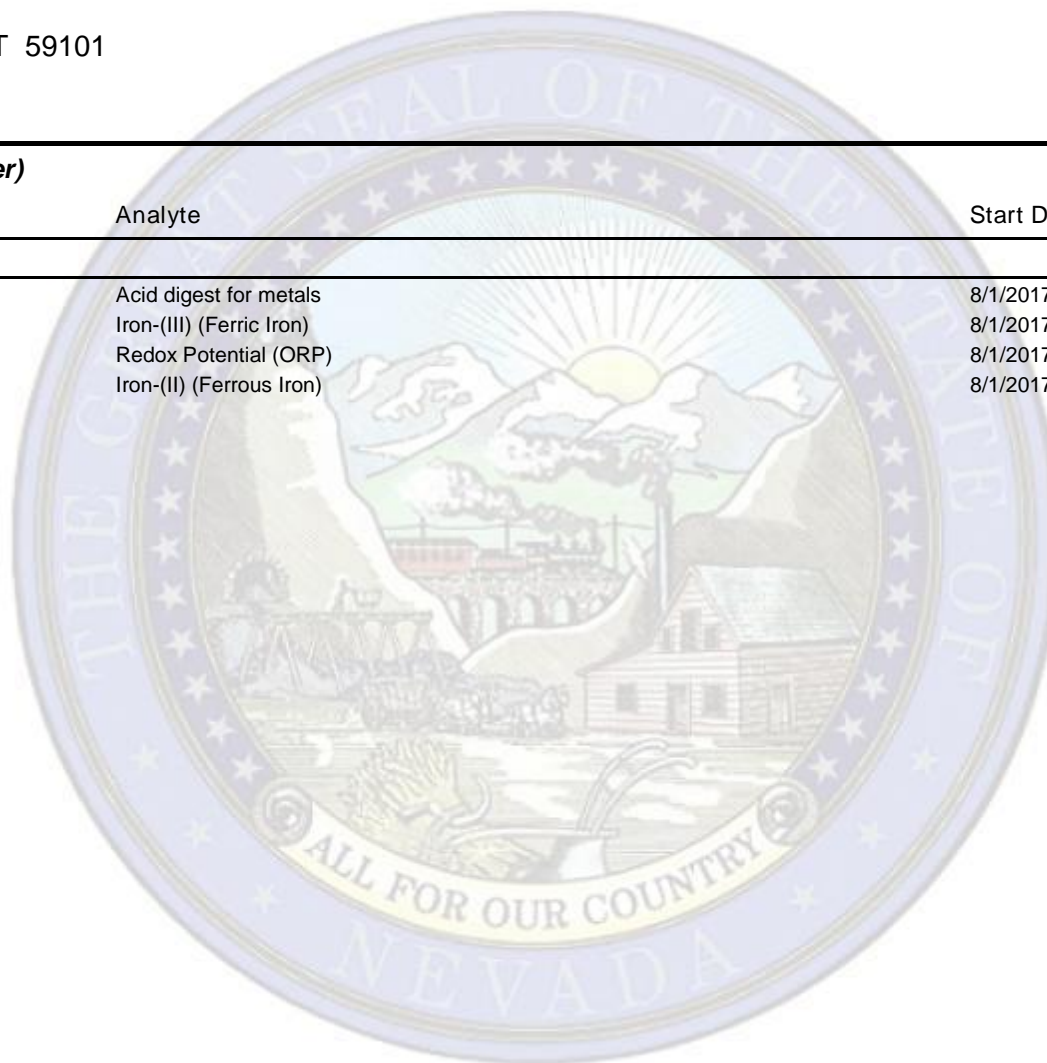 T 59101
er)
Analyte Start D
Acid digest for metals 8/1/2017
Iron-(III) (Ferric Iron) 8/1/2017
Redox Potential (ORP) 8/1/2017
Iron-(II) (Ferrous Iron) 8/1/2017
THE GREAT SEAL OF THE STATE OF
ALL FOR OUR COUNTRY
NEVADA